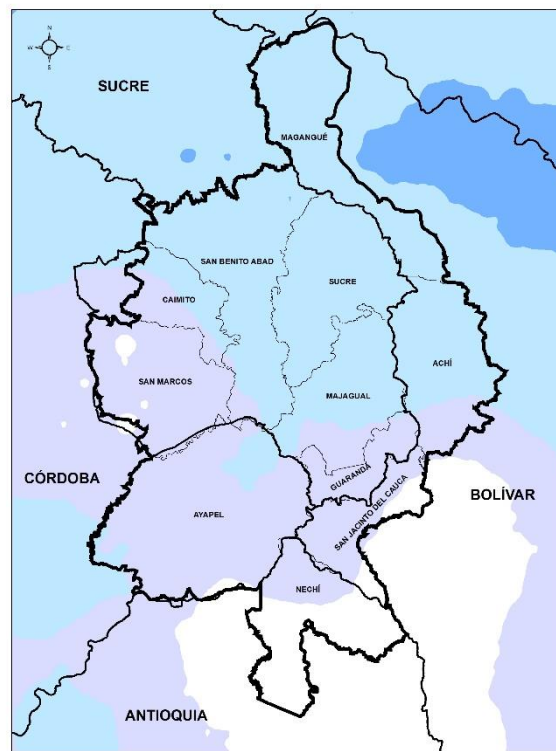 N
W C
S
SUCRE
MAGANGUÉ
SAN BENITO ABAD
SUCRE
CAIMITO
ACHÍ
SAN MARCOS
MAJAGUAL
CÓRDOBA
GUARANDA
BOLÍVAR
AYAPEL
SAN JACINTO DEL CAUCA
NECHÍ
ANTIOQUIA